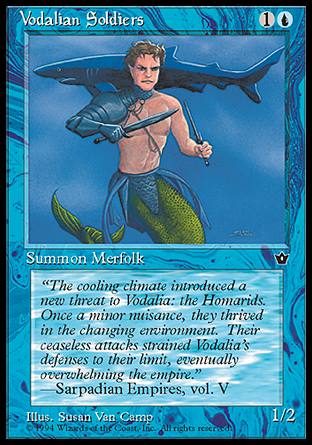 Vodalian Soldiers
Summon Merfolk
"The cooling climate introduced a
new threat to Vodalia: the Homarids.
Once a minor nuisance, they thrived
in the changing environment. Their
ceaseless attacks strained Vodalia's
defenses to their limit, eventually
overwhelming the empire."
Sarpadian Empires, vol. V
Illus. Susan Van Camp
1/2
© 1994 Wizards of the Coast, Inc. All rights reserved.